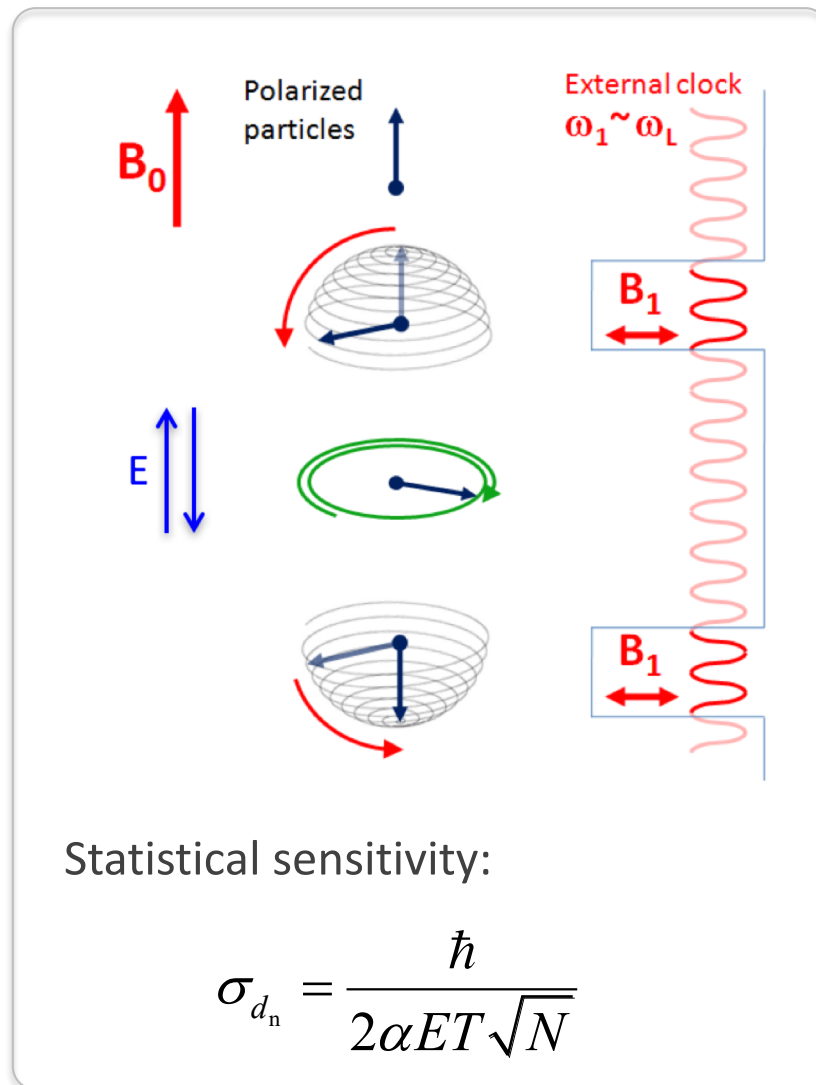 Polarized
particles
External clock
ω₁ ~ ω_L
B₀
B₁
E
B₁
Statistical sensitivity:
σ_{d_n} = ħ / (2αET√N)